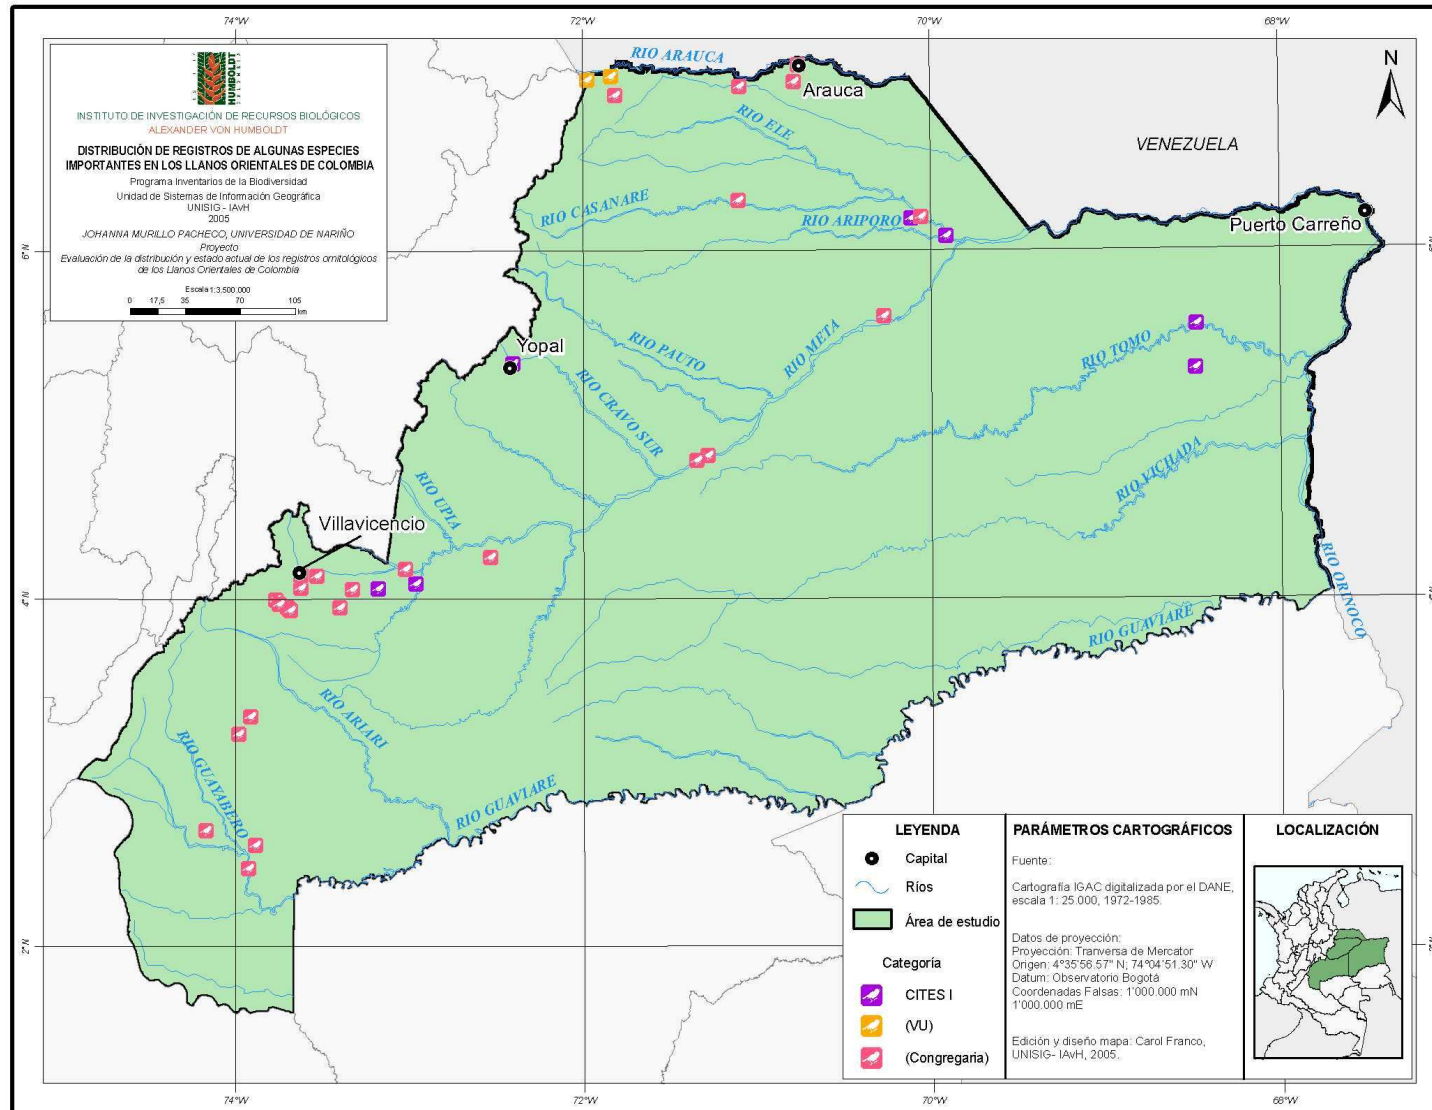 74°W
72°W
70°W
68°W
HUMBOLDT
INSTITUTO DE INVESTIGACIÓN DE RECURSOS BIOLÓGICOS
ALEXANDER VON HUMBOLDT
DISTRIBUCIÓN DE REGISTROS DE ALGUNAS ESPECIES
IMPORTANTES EN LOS LLANOS ORIENTALES DE COLOMBIA
Programa Inventarios de la Biodiversidad
Unidad de Sistemas de Información Geográfica
UNISIG - IAvH
2005
JOHANNA MURILLO PACHECO, UNIVERSIDAD DE NARIÑO
Proyecto
Evaluación de la distribución y estado actual de los registros ornitológicos
de los Llanos Orientales de Colombia
Escala 1:3.500.000
0 17,5 35 70 105
km
N
RIO ARAUCA
Arauca
RIO ELE
VENEZUELA
RIO CASANARE
RIO ARIPORO
Puerto Carreño
6°N
6°N
Yopal
RIO PAUTO
RIO META
RIO TOMO
RIO CRAVO SUR
RIO VICHADA
RIO UPIA
Villavicencio
RIO ORINOCO
4°N
4°N
RIO GUAVIARE
RIO ARIARI
RIO GUAYABERO
RIO GUAVIARE
2°N
2°N
LEYENDA
Capital
Ríos
Área de estudio
Categoría
CITES I
(VU)
(Congregaria)
PARÁMETROS CARTOGRÁFICOS
Fuente:
Cartografía IGAC digitalizada por el DANE,
escala 1: 25.000, 1972-1985.
Datos de proyección:
Proyección: Tranversa de Mercator
Origen: 4°35'56.57" N; 74°04'51.30" W
Datum: Observatorio Bogotá
Coordenadas Falsas: 1'000.000 mN
1'000.000 mE
Edición y diseño mapa: Carol Franco,
UNISIG- IAvH, 2005.
LOCALIZACIÓN
74°W
72°W
70°W
68°W